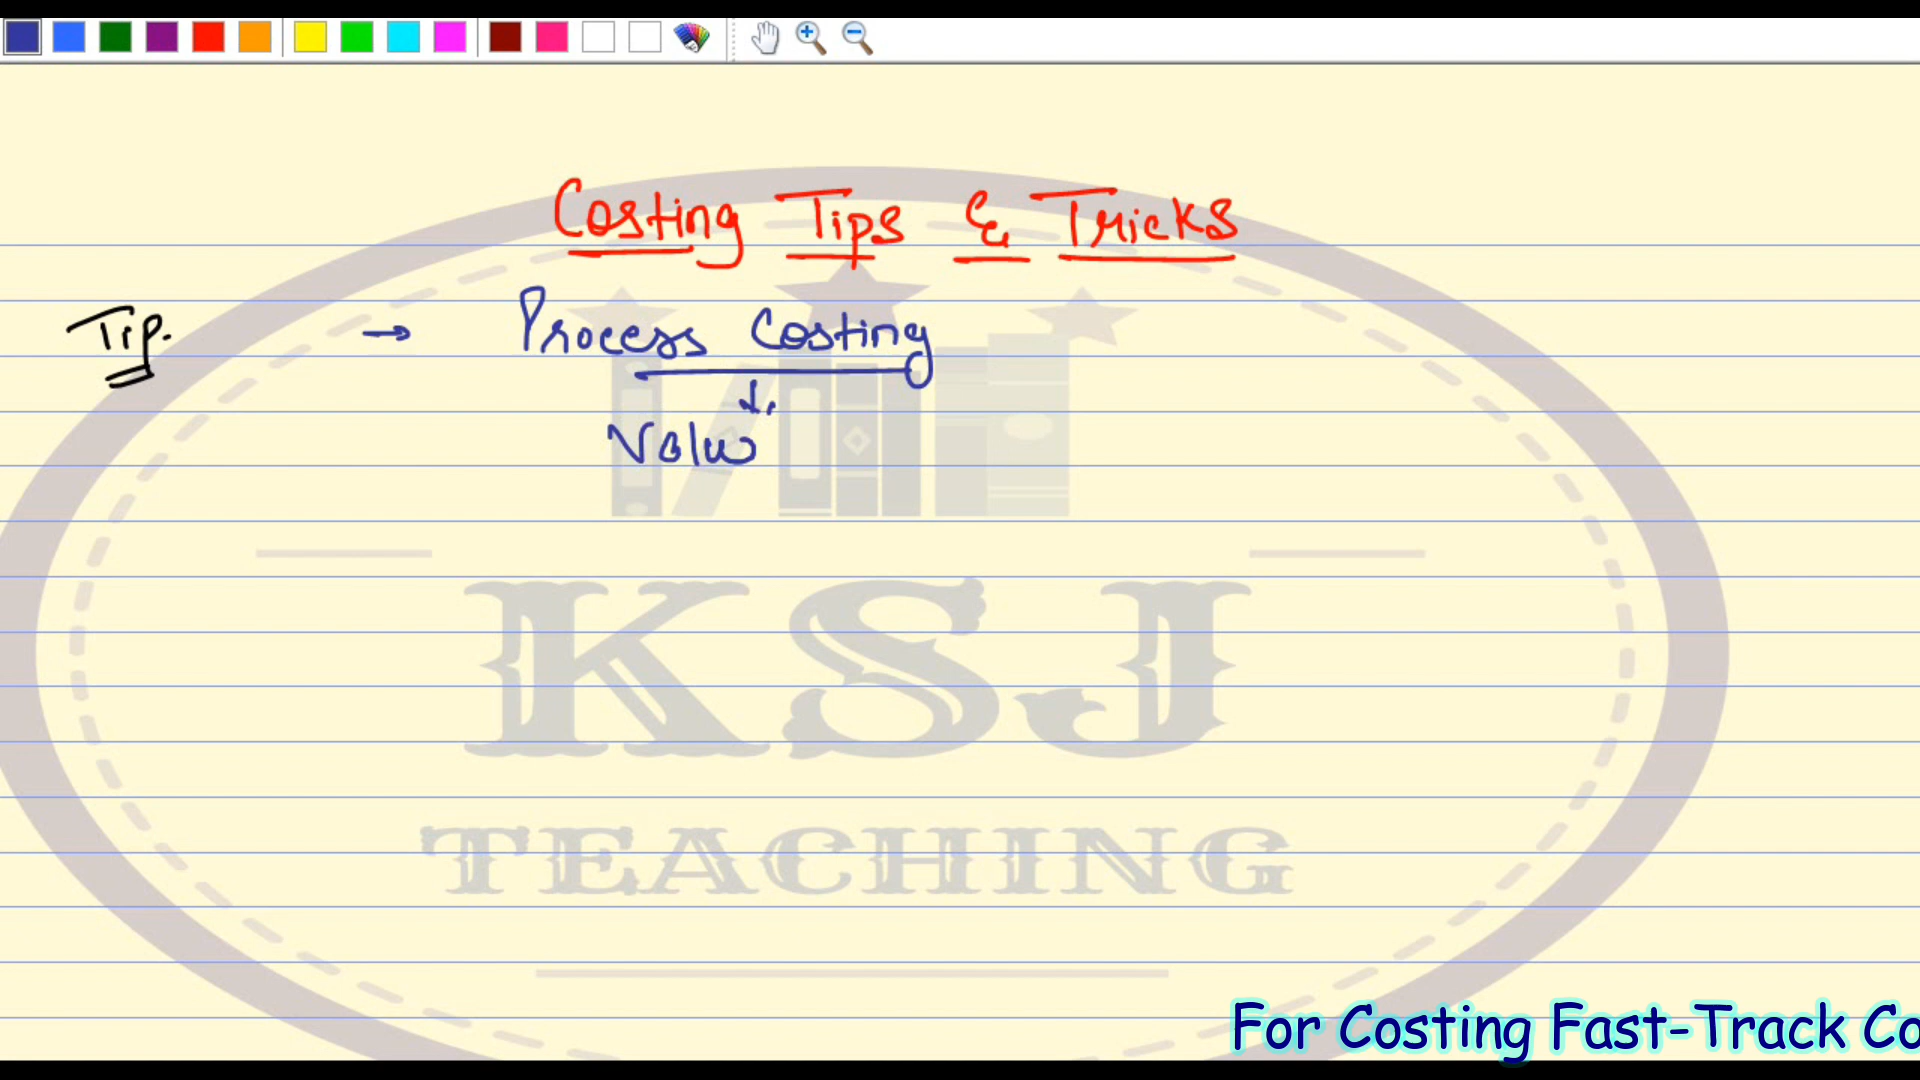 Costing Tips & Tricks
Tip. → Process Costing
↓
Valu
KSJ
TEACHING
For Costing Fast-Track Co